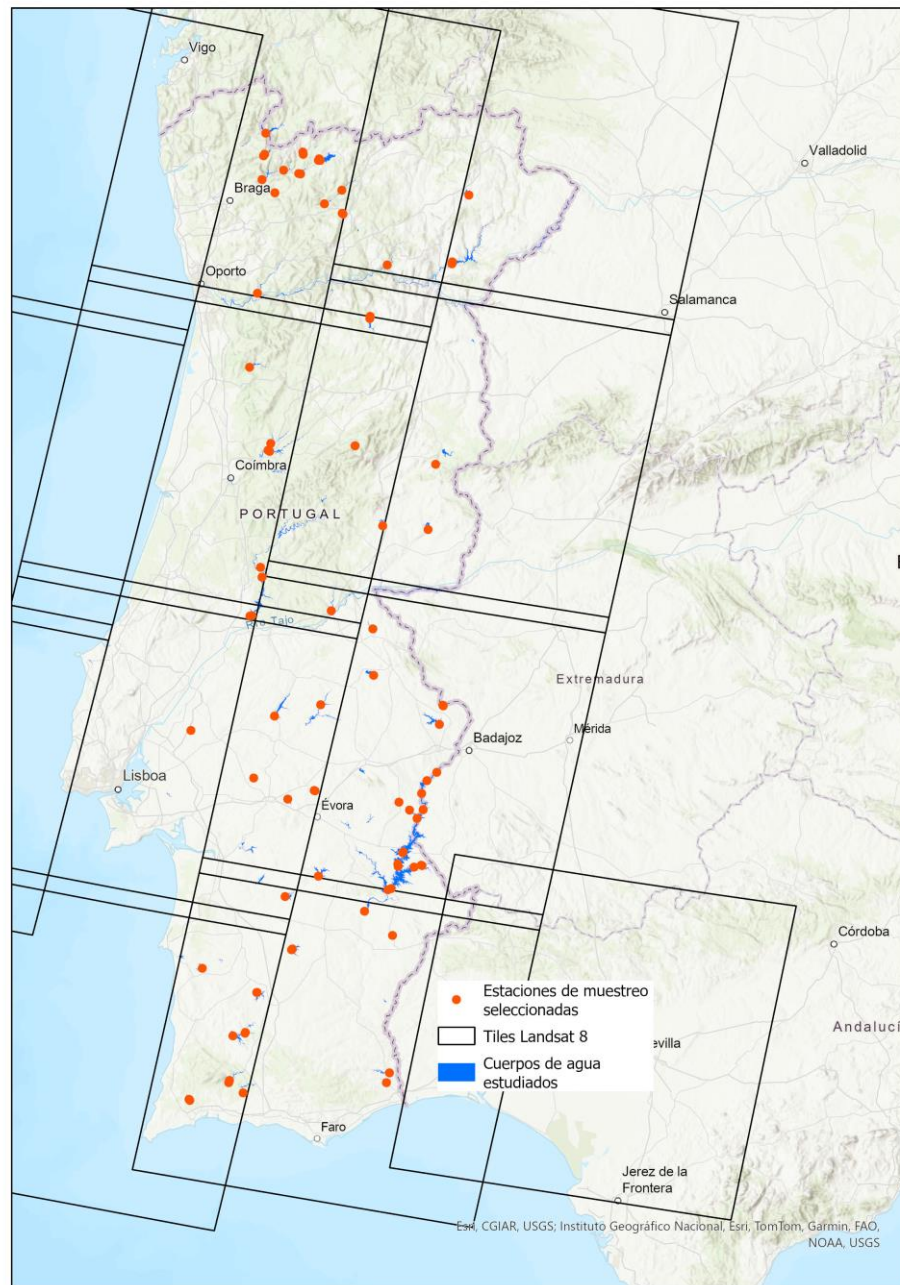 Vigo
Valladolid
Braga
Oporto
Salamanca
Coímbra
PORTUGAL
Río Tajo
Extremadura
Badajoz
Mérida
Lisboa
Évora
Córdoba
Estaciones de muestreo
seleccionadas
Tiles Landsat 8
Andalucí
evilla
Cuerpos de agua
estudiados
Faro
Jerez de la
Frontera
Esri, CGIAR, USGS; Instituto Geográfico Nacional, Esri, TomTom, Garmin, FAO,
NOAA, USGS